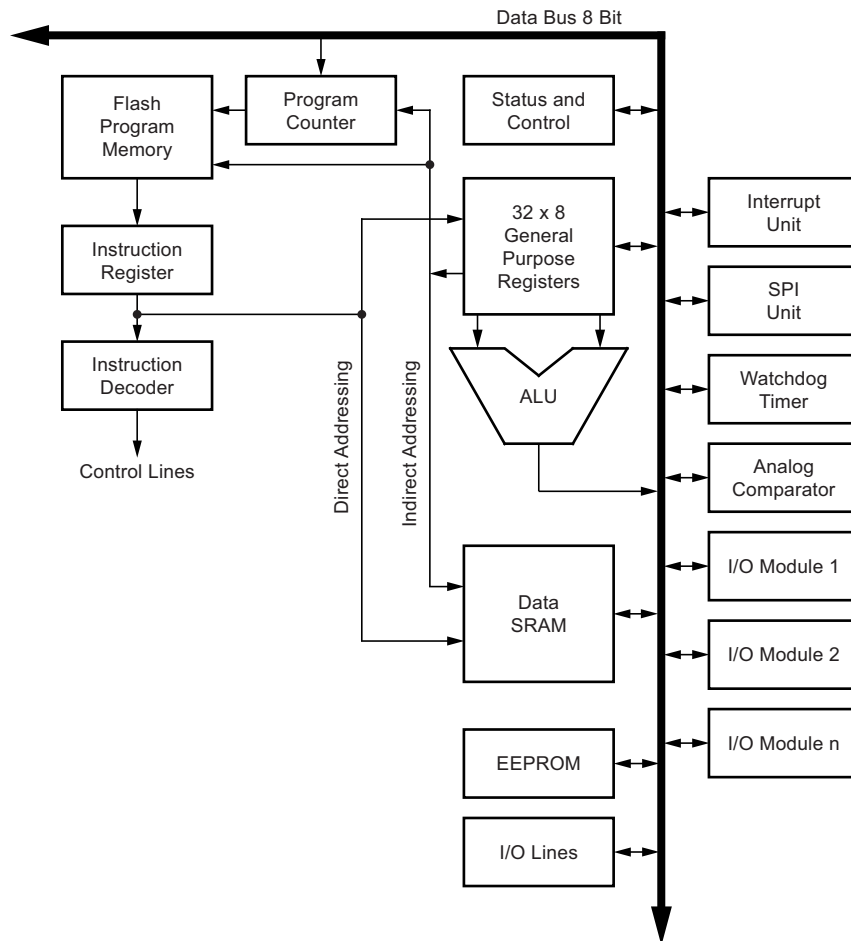 Data Bus 8 Bit
Flash
Program
Memory
Program
Counter
Status and
Control
32 x 8
General
Purpose
Registers
Interrupt
Unit
Instruction
Register
SPI
Unit
Instruction
Decoder
ALU
Watchdog
Timer
Control Lines
Direct Addressing
Indirect Addressing
Analog
Comparator
Data
SRAM
I/O Module 1
I/O Module 2
I/O Module n
EEPROM
I/O Lines